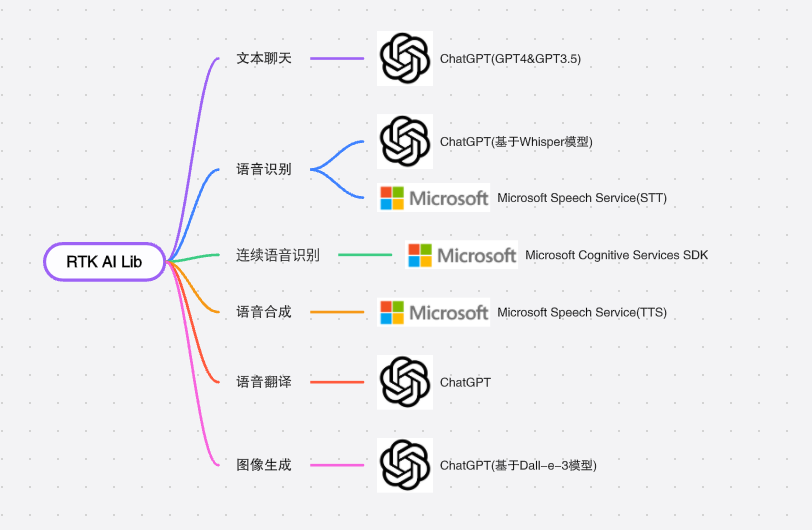 文本聊天
ChatGPT(GPT4&GPT3.5)
语音识别
ChatGPT(基于Whisper模型)
Microsoft
Microsoft Speech Service(STT)
RTK AI Lib
连续语音识别
Microsoft
Microsoft Cognitive Services SDK
语音合成
Microsoft
Microsoft Speech Service(TTS)
语音翻译
ChatGPT
图像生成
ChatGPT(基于Dall-e-3模型)